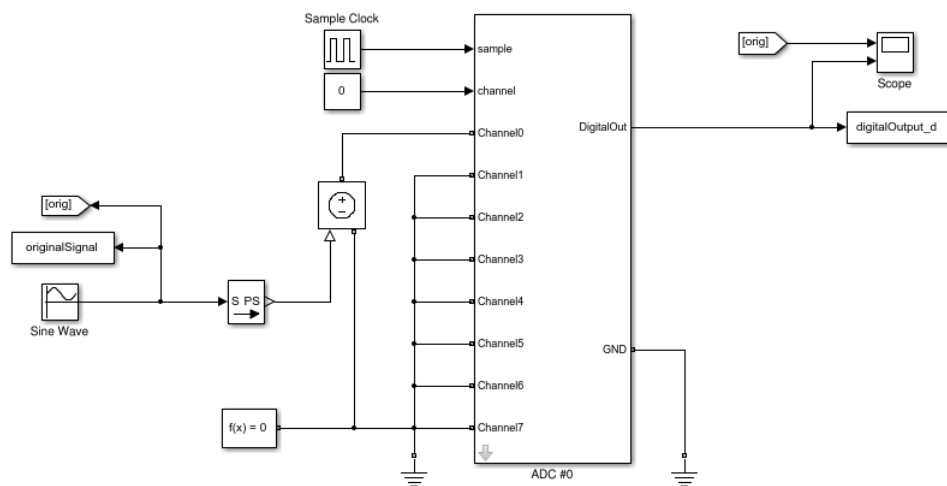 Sample Clock
0
[orig]
originalSignal
Sine Wave
S PS
f(x) = 0
sample
channel
Channel0
Channel1
Channel2
Channel3
Channel4
Channel5
Channel6
Channel7
DigitalOut
GND
ADC #0
[orig]
Scope
digitalOutput_d